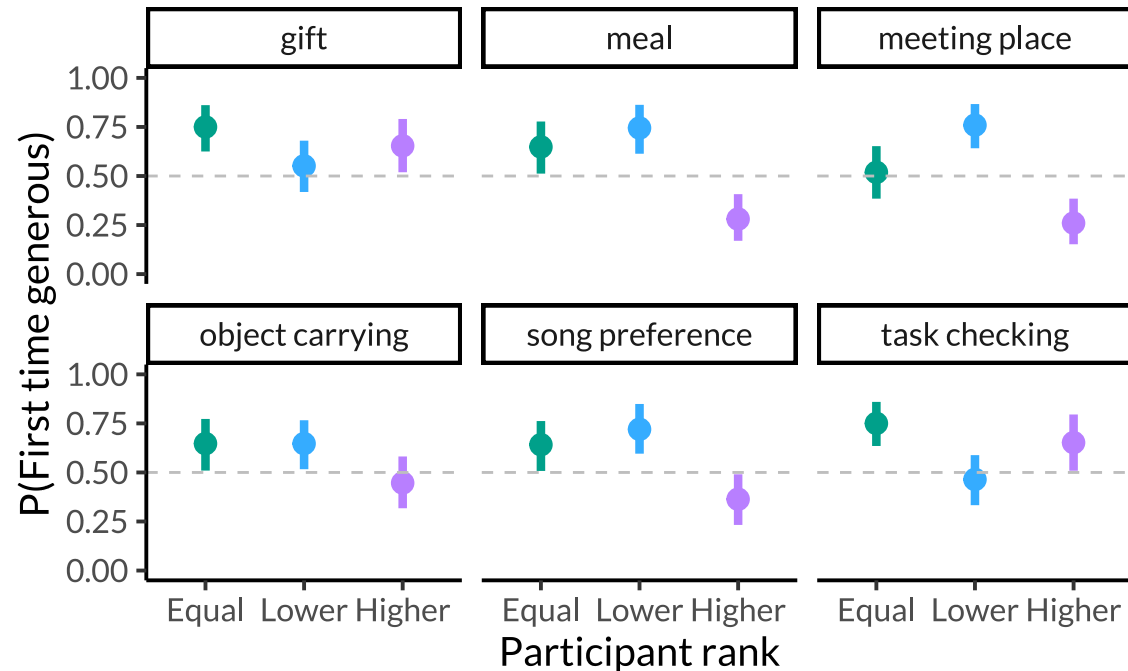 gift meal meeting place
1.00
0.75
0.50
0.25
0.00
P(First time generous)
object carrying song preference task checking
1.00
0.75
0.50
0.25
0.00
Equal Lower Higher Equal Lower Higher Equal Lower Higher
Participant rank